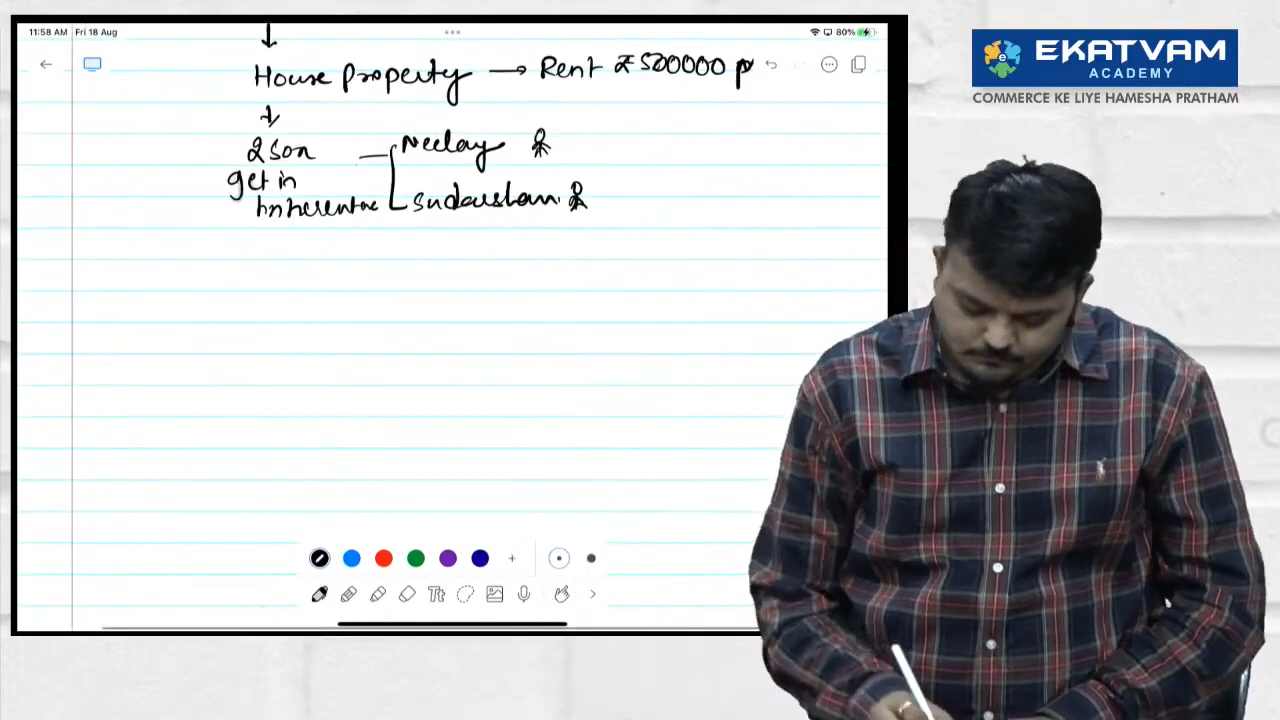 11:58 AM Fri 18 Aug
80%
House Property → Rent ₹ 500000 p
2 Son
Neelay
get in
Inheritance
Sudarshan
EKATVAM
ACADEMY
COMMERCE KE LIYE HAMESHA PRATHAM
Tt